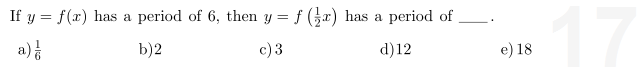 If y = f(x) has a period of 6, then y = f (½x) has a period of ____. 17
a) 1/6 b)2 c) 3 d)12 e) 18